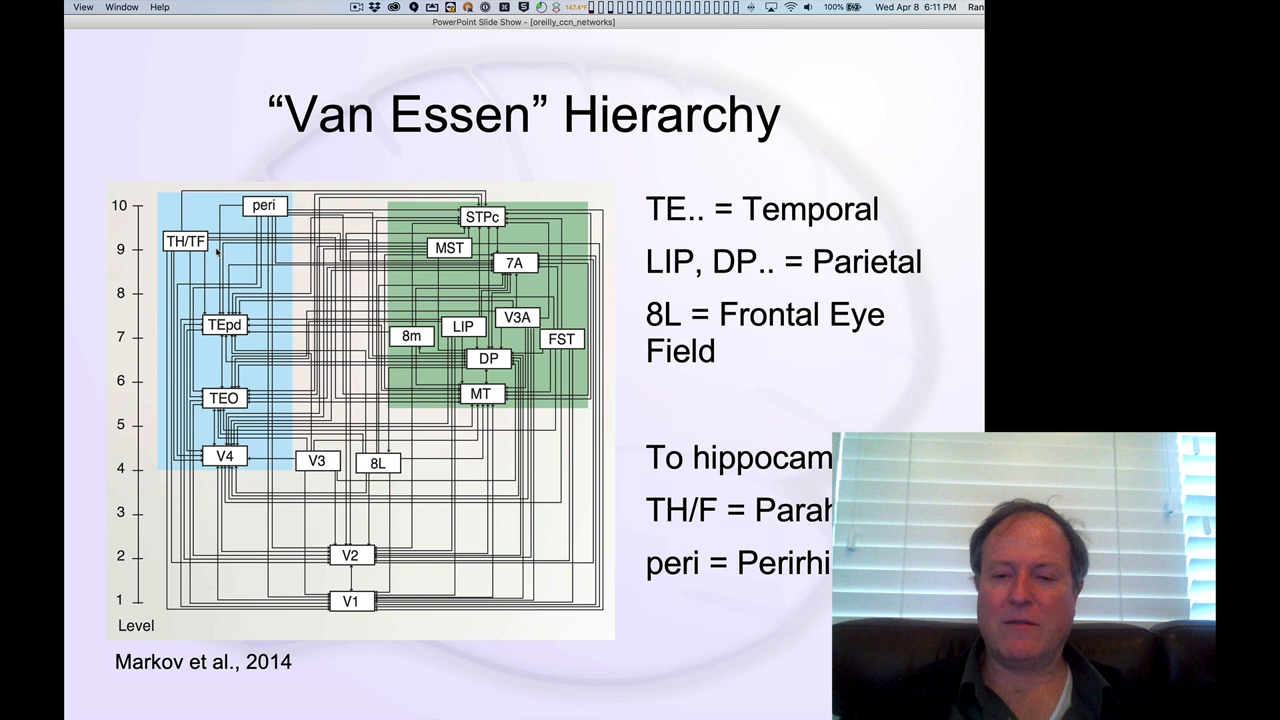 View Window Help 147.4°F 100% Wed Apr 8 6:11 PM Ran
PowerPoint Slide Show - [oreilly_ccn_networks]
“Van Essen” Hierarchy
10
9
8
7
6
5
4
3
2
1
Level
peri
TH/TF
STPc
MST
7A
TEpd
8m
LIP
V3A
FST
DP
TEO
MT
V4
V3
8L
V2
V1
Markov et al., 2014
TE.. = Temporal
LIP, DP.. = Parietal
8L = Frontal Eye
Field
To hippocam
TH/F = Parah
peri = Perirhi